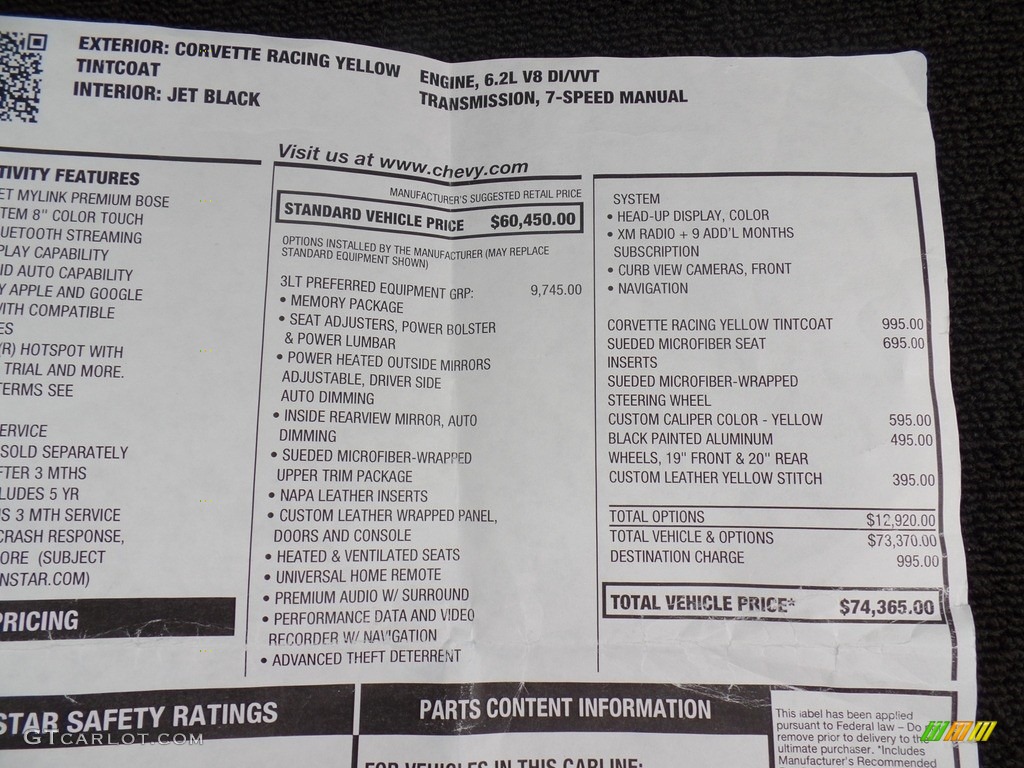 EXTERIOR: CORVETTE RACING YELLOW
TINTCOAT
INTERIOR: JET BLACK
ENGINE, 6.2L V8 DI/VVT
TRANSMISSION, 7-SPEED MANUAL
TIVITY FEATURES
ET MYLINK PREMIUM BOSE
TEM 8" COLOR TOUCH
UETOOTH STREAMING
PLAY CAPABILITY
ID AUTO CAPABILITY
Y APPLE AND GOOGLE
WITH COMPATIBLE
ES
(R) HOTSPOT WITH
TRIAL AND MORE.
TERMS SEE
ERVICE
SOLD SEPARATELY
FTER 3 MTHS
LUDES 5 YR
S 3 MTH SERVICE
CRASH RESPONSE,
ORE (SUBJECT
NSTAR.COM)
PRICING
Visit us at www.chevy.com
MANUFACTURER'S SUGGESTED RETAIL PRICE
STANDARD VEHICLE PRICE $60,450.00
OPTIONS INSTALLED BY THE MANUFACTURER (MAY REPLACE
STANDARD EQUIPMENT SHOWN)
3LT PREFERRED EQUIPMENT GRP: 9,745.00
• MEMORY PACKAGE
• SEAT ADJUSTERS, POWER BOLSTER
& POWER LUMBAR
• POWER HEATED OUTSIDE MIRRORS
ADJUSTABLE, DRIVER SIDE
AUTO DIMMING
• INSIDE REARVIEW MIRROR, AUTO
DIMMING
• SUEDED MICROFIBER-WRAPPED
UPPER TRIM PACKAGE
• NAPA LEATHER INSERTS
• CUSTOM LEATHER WRAPPED PANEL,
DOORS AND CONSOLE
• HEATED & VENTILATED SEATS
• UNIVERSAL HOME REMOTE
• PREMIUM AUDIO W/ SURROUND
• PERFORMANCE DATA AND VIDEO
RECORDER W/ NAVIGATION
• ADVANCED THEFT DETERRENT
SYSTEM
• HEAD-UP DISPLAY, COLOR
• XM RADIO + 9 ADD'L MONTHS
SUBSCRIPTION
• CURB VIEW CAMERAS, FRONT
• NAVIGATION
CORVETTE RACING YELLOW TINTCOAT 995.00
SUEDED MICROFIBER SEAT 695.00
INSERTS
SUEDED MICROFIBER-WRAPPED
STEERING WHEEL
CUSTOM CALIPER COLOR - YELLOW 595.00
BLACK PAINTED ALUMINUM 495.00
WHEELS, 19" FRONT & 20" REAR
CUSTOM LEATHER YELLOW STITCH 395.00
TOTAL OPTIONS $12,920.00
TOTAL VEHICLE & OPTIONS $73,370.00
DESTINATION CHARGE 995.00
TOTAL VEHICLE PRICE* $74,365.00
STAR SAFETY RATINGS
PARTS CONTENT INFORMATION
FOR VEHICLES IN THIS CARLINE:
This label has been applied
pursuant to Federal law – Do
remove prior to delivery to th
ultimate purchaser. *Includes
Manufacturer's Recommended
GTCARLOT.COM